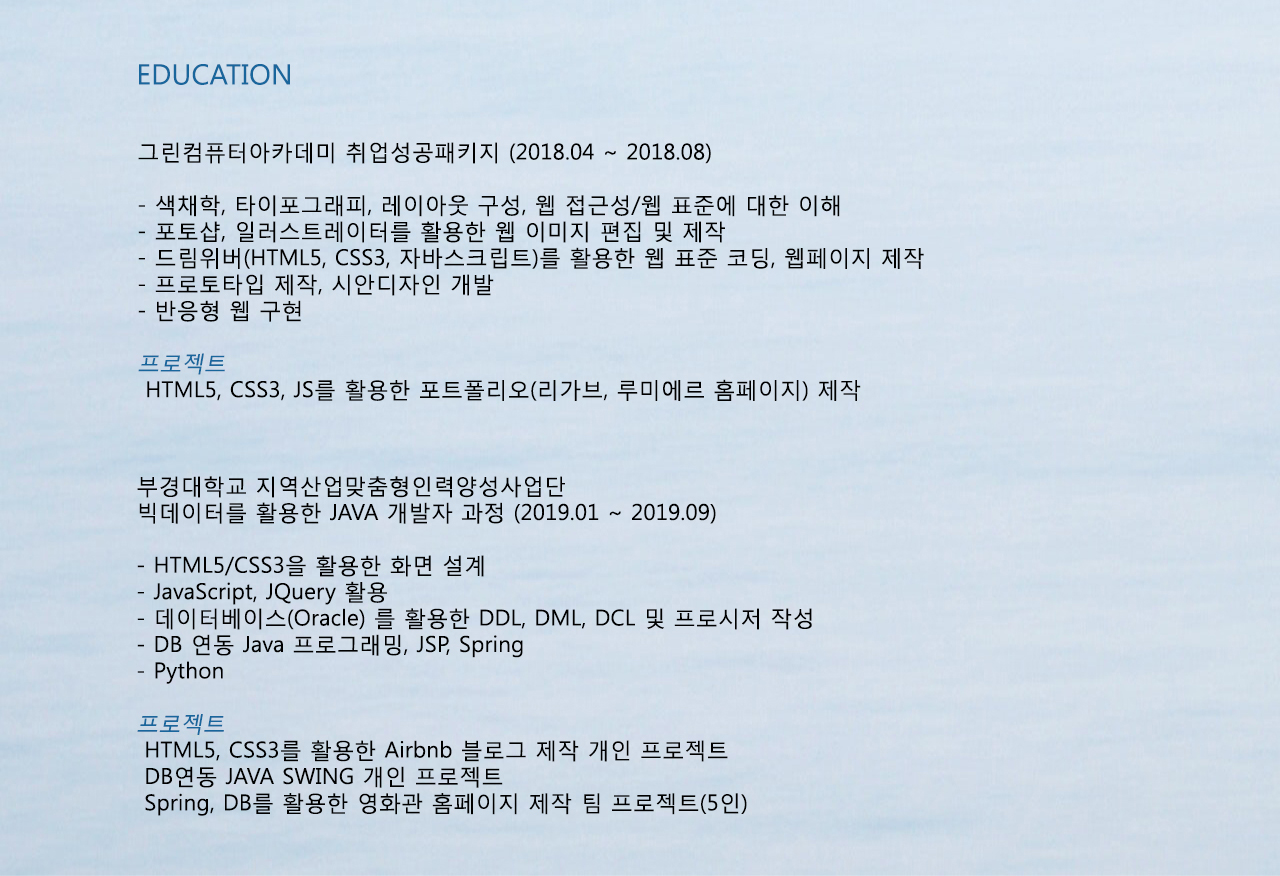 EDUCATION
그린컴퓨터아카데미 취업성공패키지 (2018.04 ~ 2018.08)
- 색채학, 타이포그래피, 레이아웃 구성, 웹 접근성/웹 표준에 대한 이해
- 포토샵, 일러스트레이터를 활용한 웹 이미지 편집 및 제작
- 드림위버(HTML5, CSS3, 자바스크립트)를 활용한 웹 표준 코딩, 웹페이지 제작
- 프로토타입 제작, 시안디자인 개발
- 반응형 웹 구현
프로젝트
HTML5, CSS3, JS를 활용한 포트폴리오(리가브, 루미에르 홈페이지) 제작
부경대학교 지역산업맞춤형인력양성사업단
빅데이터를 활용한 JAVA 개발자 과정 (2019.01 ~ 2019.09)
- HTML5/CSS3을 활용한 화면 설계
- JavaScript, JQuery 활용
- 데이터베이스(Oracle) 를 활용한 DDL, DML, DCL 및 프로시저 작성
- DB 연동 Java 프로그래밍, JSP, Spring
- Python
프로젝트
HTML5, CSS3를 활용한 Airbnb 블로그 제작 개인 프로젝트
DB연동 JAVA SWING 개인 프로젝트
Spring, DB를 활용한 영화관 홈페이지 제작 팀 프로젝트(5인)